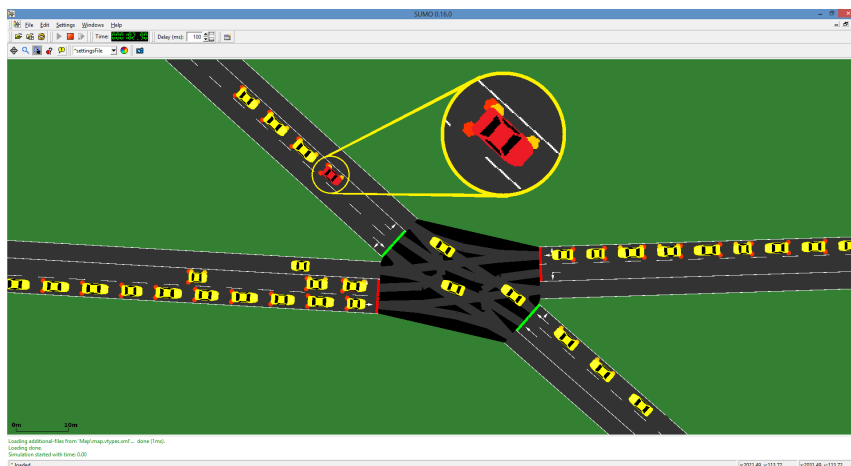 SUMO 0.16.0
File Edit Settings Windows Help
Time: Delay (ms): 100
~settingsFile
0m 10m
Loading additional-files from 'Map\map.vtypes.xml'... done (1ms).
Loading done.
Simulation started with time: 0.00